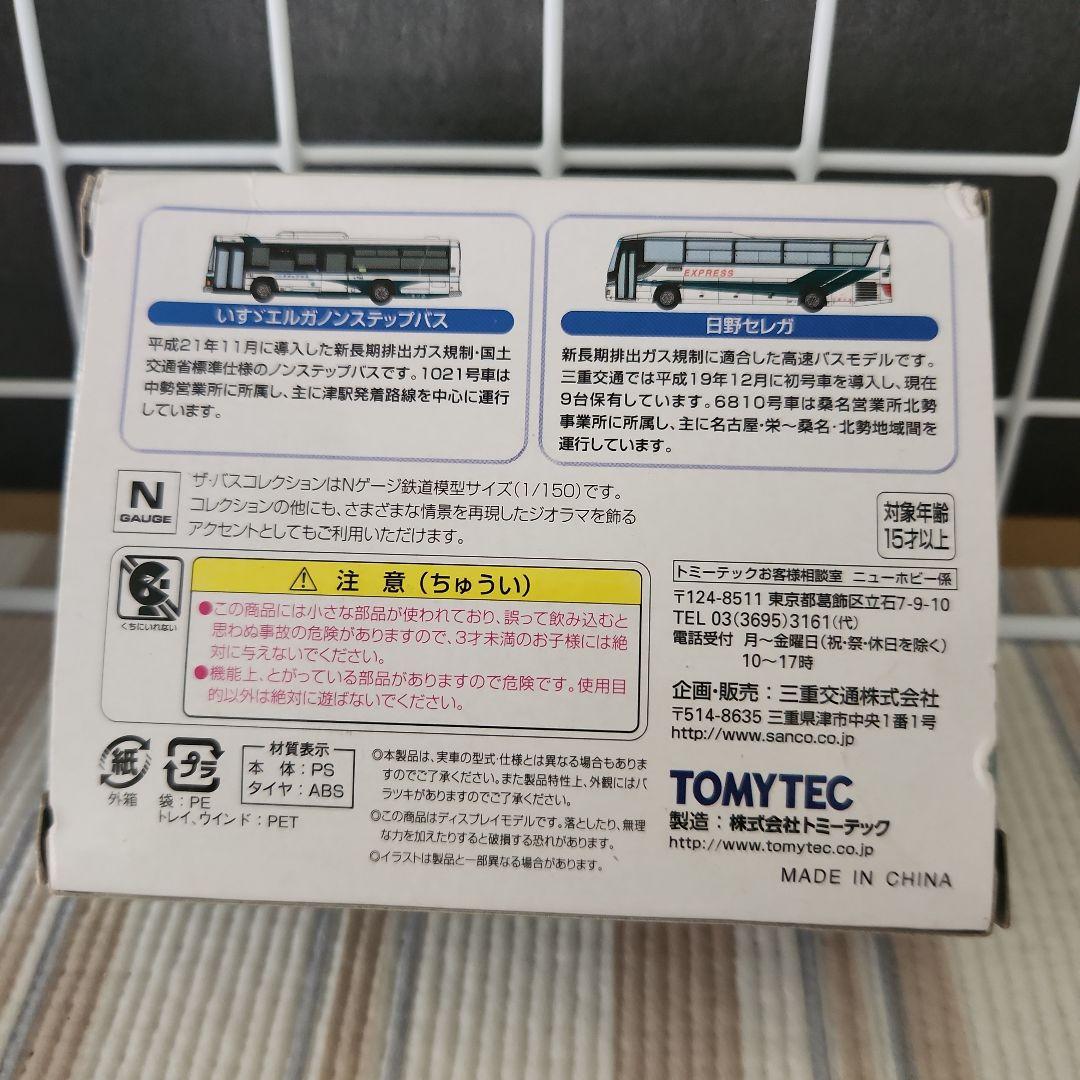 いすゞエルガノンステップバス
平成21年11月に導入した新長期排出ガス規制・国土
交通省標準仕様のノンステップバスです。1021号車は
中勢営業所に所属し、主に津駅発着路線を中心に運行
しています。
EXPRESS
日野セレガ
新長期排出ガス規制に適合した高速バスモデルです。
三重交通では平成19年12月に初号車を導入し、現在
9台保有しています。6810号車は桑名営業所北勢
事業所に所属し、主に名古屋・栄～桑名・北勢地域間を
運行しています。
N
GAUGE
ザ・バスコレクションはNゲージ鉄道模型サイズ(1/150)です。
コレクションの他にも、さまざまな情景を再現したジオラマを飾る
アクセントとしてもご利用いただけます。
対象年齢
15才以上
くちにいれない
⚠ 注 意 (ちゅうい)
●この商品には小さな部品が使われており、誤って飲み込むと
思わぬ事故の危険がありますので、3才未満のお子様には絶
対に与えないでください。
●機能上、とがっている部品がありますので危険です。使用目
的以外は絶対に遊ばないでください。
トミーテックお客様相談室 ニューホビー係
〒124-8511 東京都葛飾区立石7-9-10
TEL 03(3695)3161(代)
電話受付 月～金曜日(祝・祭・休日を除く)
10～17時
企画・販売：三重交通株式会社
〒514-8635 三重県津市中央1番1号
http://www.sanco.co.jp
紙
外箱
プラ
袋：PE
トレイ、ウインド：PET
材質表示
本 体：PS
タイヤ：ABS
◎本製品は、実車の型式・仕様とは異なる場合もありま
すのでご了承ください。また製品特性上、外観にはバ
ラツキがありますのでご了承ください。
◎この商品はディスプレイモデルです。落としたり、無理
な力を加えたりすると破損する恐れがあります。
◎イラストは製品と一部異なる場合があります。
TOMYTEC
製造：株式会社トミーテック
http://www.tomytec.co.jp
MADE IN CHINA